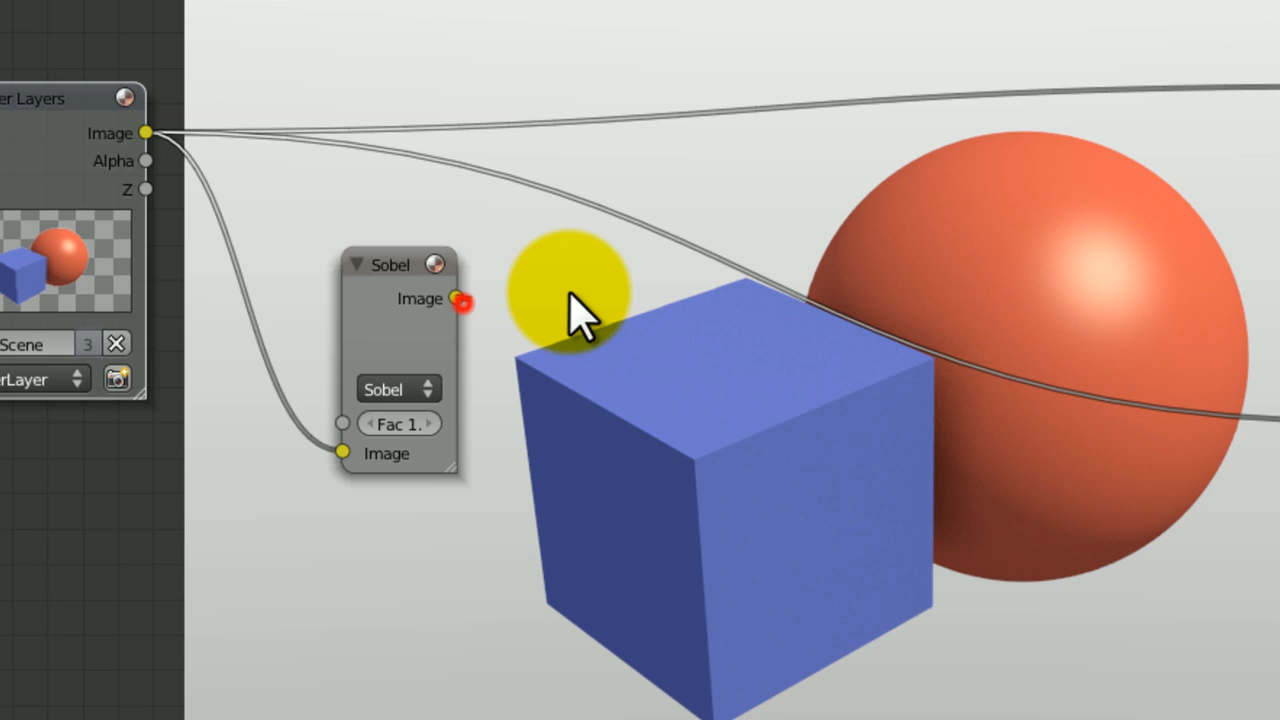 er Layers
Image
Alpha
Z
Scene 3
rLayer
Sobel
Image
Sobel
Fac 1.
Image